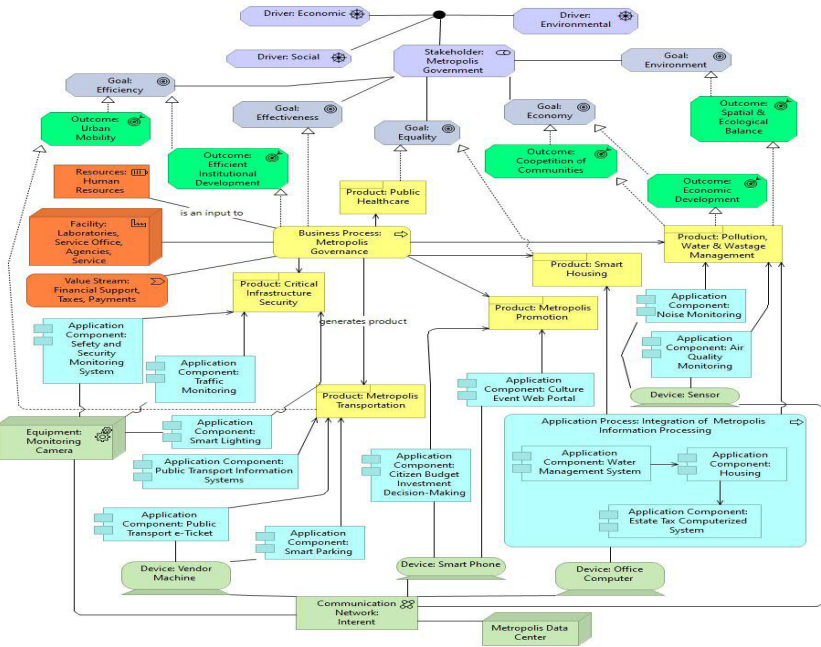 Driver: Economic
Driver:
Environmental
Driver: Social
Stakeholder:
Metropolis
Government
Goal:
Efficiency
Goal:
Environment
Goal:
Effectiveness
Goal:
Economy
Goal:
Equality
Outcome:
Urban
Mobility
Outcome:
Spatial &
Ecological
Balance
Outcome:
Efficient
Institutional
Development
Outcome:
Coopetition of
Communities
Outcome:
Economic
Development
Resources:
Human
Resources
is an input to
Product: Public
Healthcare
Facility:
Laboratories,
Service Office,
Agencies,
Service
Business Process:
Metropolis
Governance
Product: Pollution,
Water & Wastage
Management
Product: Smart
Housing
Value Stream:
Financial Support,
Taxes, Payments
Product: Critical
Infrastructure
Security
Product: Metropolis
Promotion
Application
Component:
Noise Monitoring
generates product
Application
Component:
Sefety and
Security
Monitoring
System
Application
Component:
Traffic
Monitoring
Application
Component: Air
Quality
Monitoring
Application
Component: Culture
Event Web Portal
Device: Sensor
Product: Metropolis
Transportation
Equipment:
Monitoring
Camera
Application
Component:
Smart Lighting
Application Process: Integration of Metropolis
Information Processing
Application Component:
Public Transport Information
Systems
Application
Component:
Citizen Budget
Investment
Decision-Making
Application
Component: Water
Management System
Application
Component:
Housing
Application Component:
Estate Tax Computerized
System
Application
Component: Public
Transport e-Ticket
Application
Component:
Smart Parking
Device: Vendor
Machine
Device: Smart Phone
Device: Office
Computer
Communication
Network:
Interent
Metropolis Data
Center